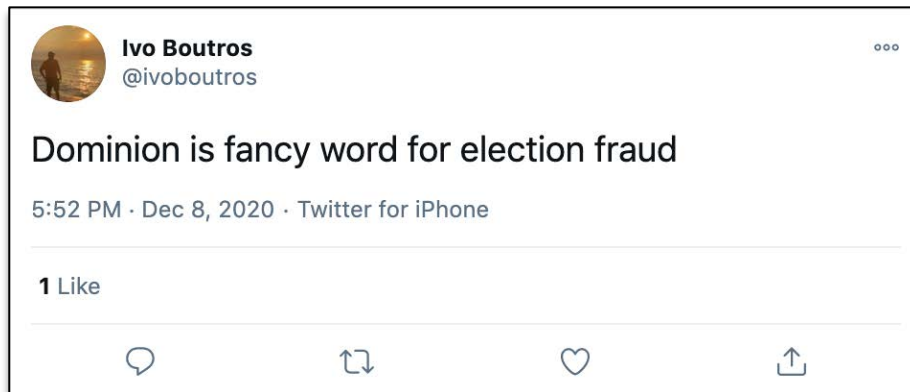 Ivo Boutros
@ivoboutros
Dominion is fancy word for election fraud
5:52 PM · Dec 8, 2020 · Twitter for iPhone
1 Like